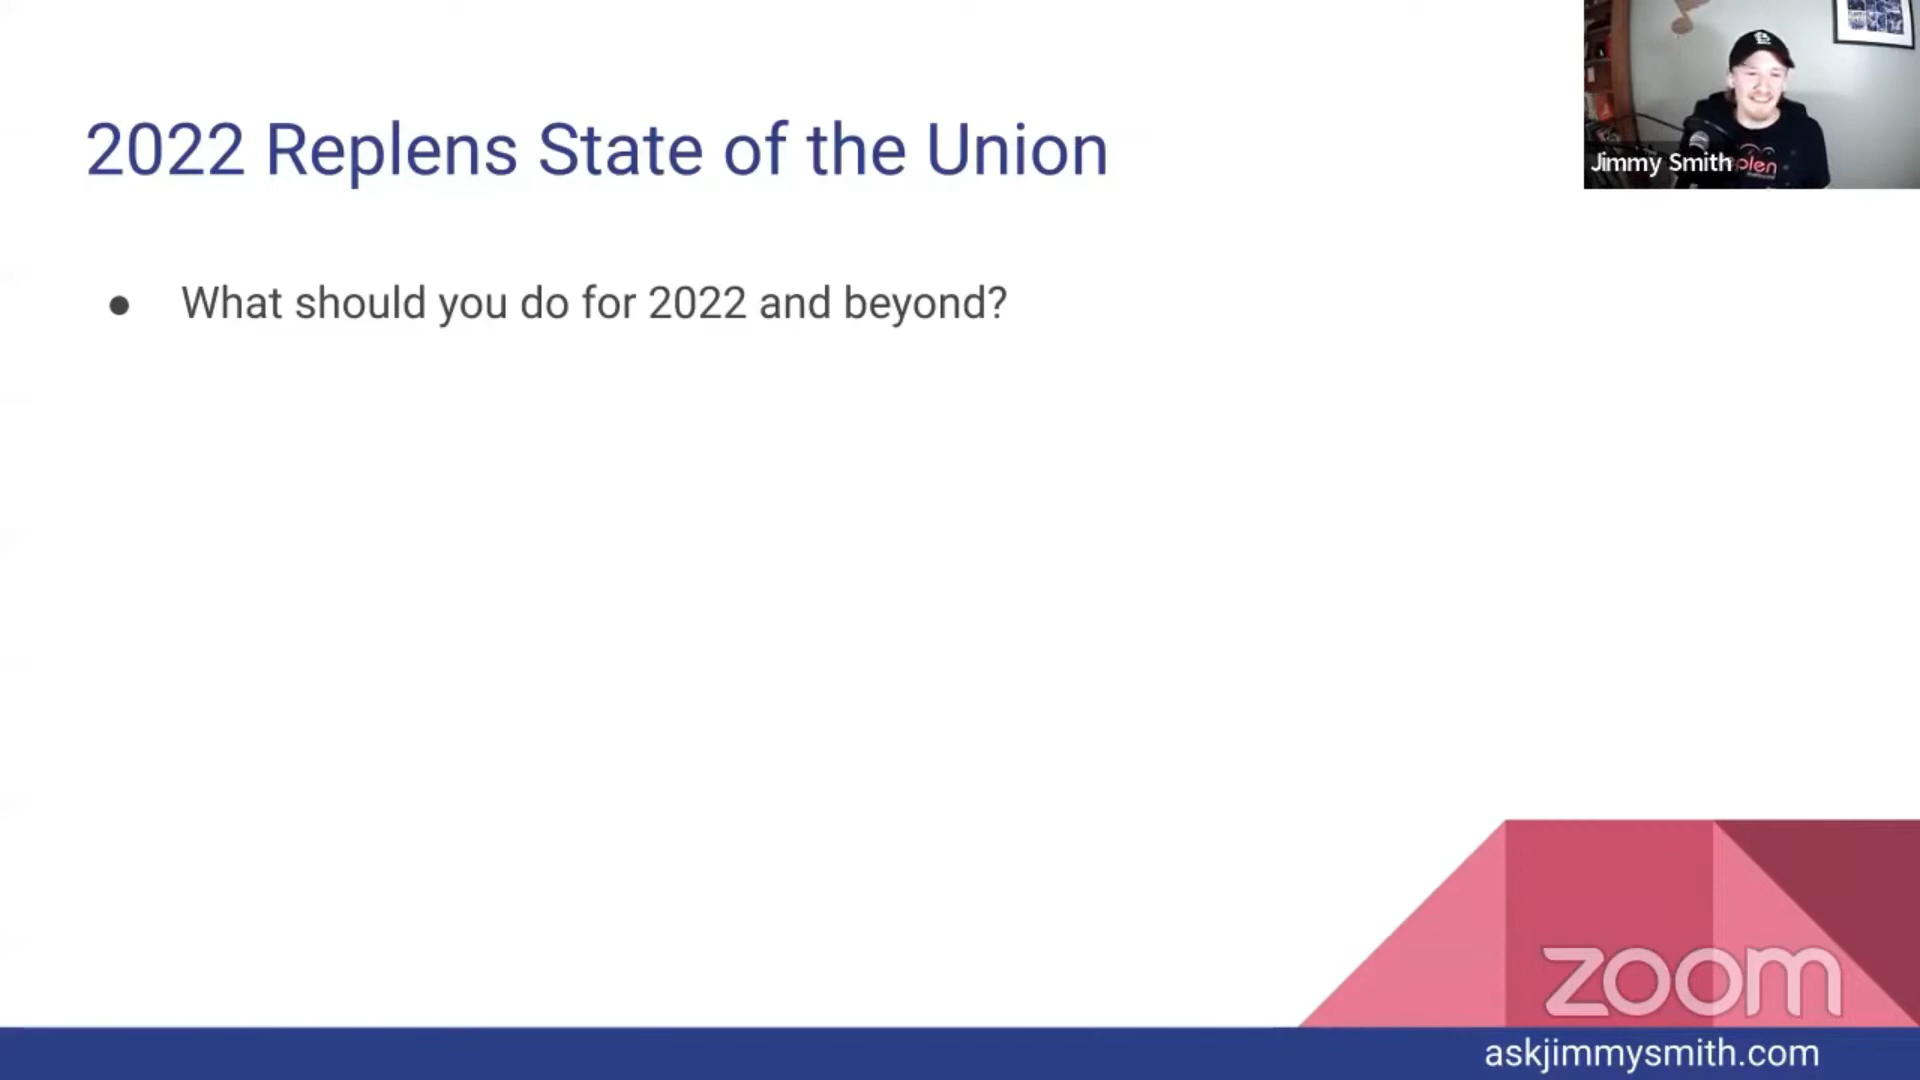 2022 Replens State of the Union
Jimmy Smith
plen
● What should you do for 2022 and beyond?
zoom
askjimmysmith.com